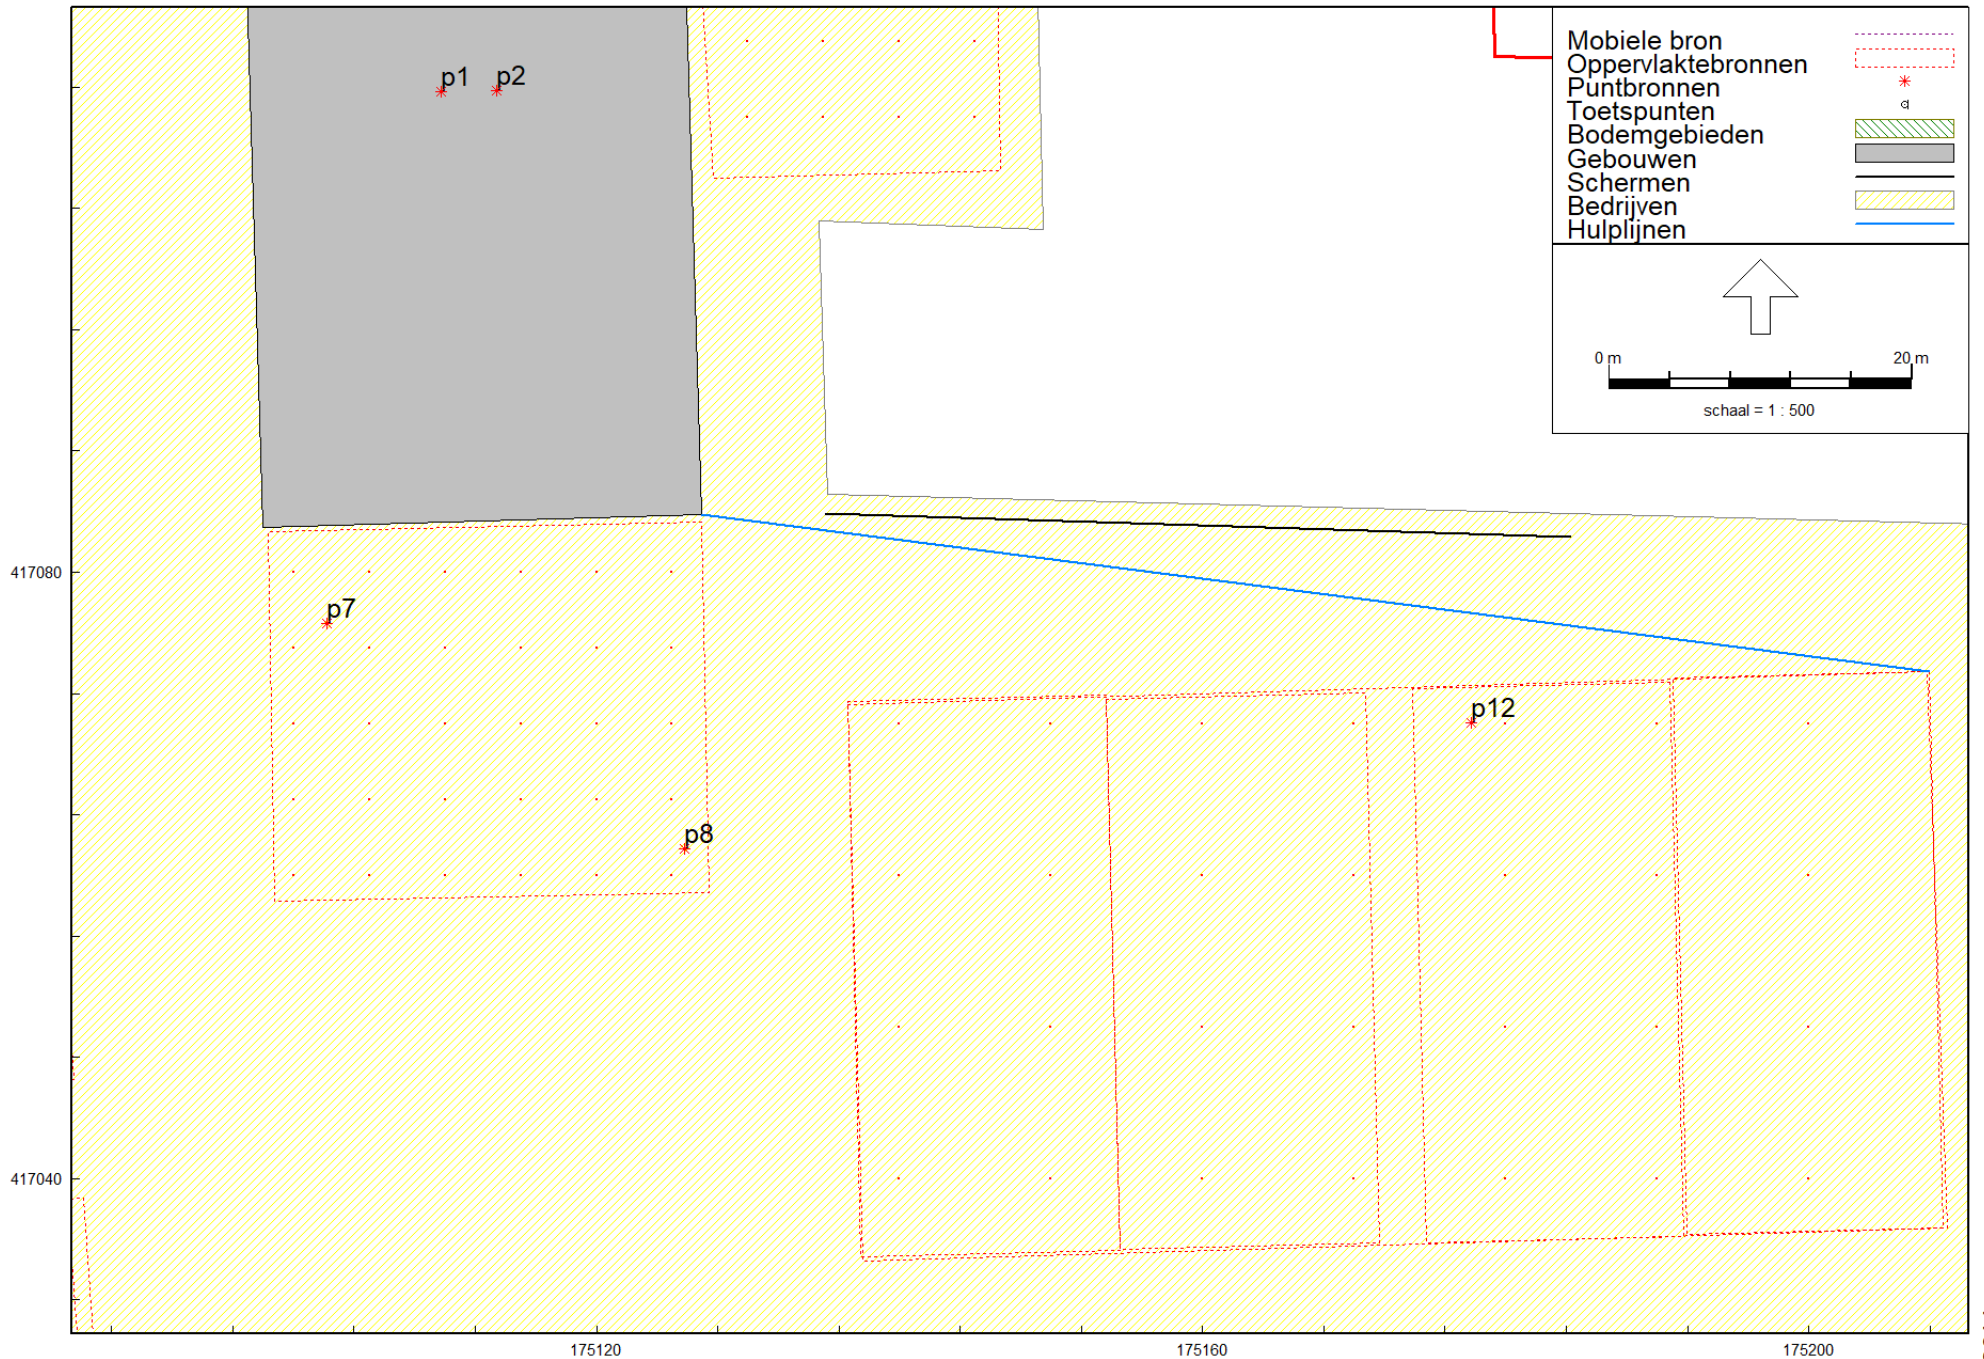 p1
p2
Mobiele bron
Oppervlaktebronnen
Puntbronnen
Toetspunten
Bodemgebieden
Gebouwen
Schermen
Bedrijven
Hulplijnen
0 m
20 m
schaal = 1 : 500
417080
p7
p12
p8
417040
175120
175160
175200